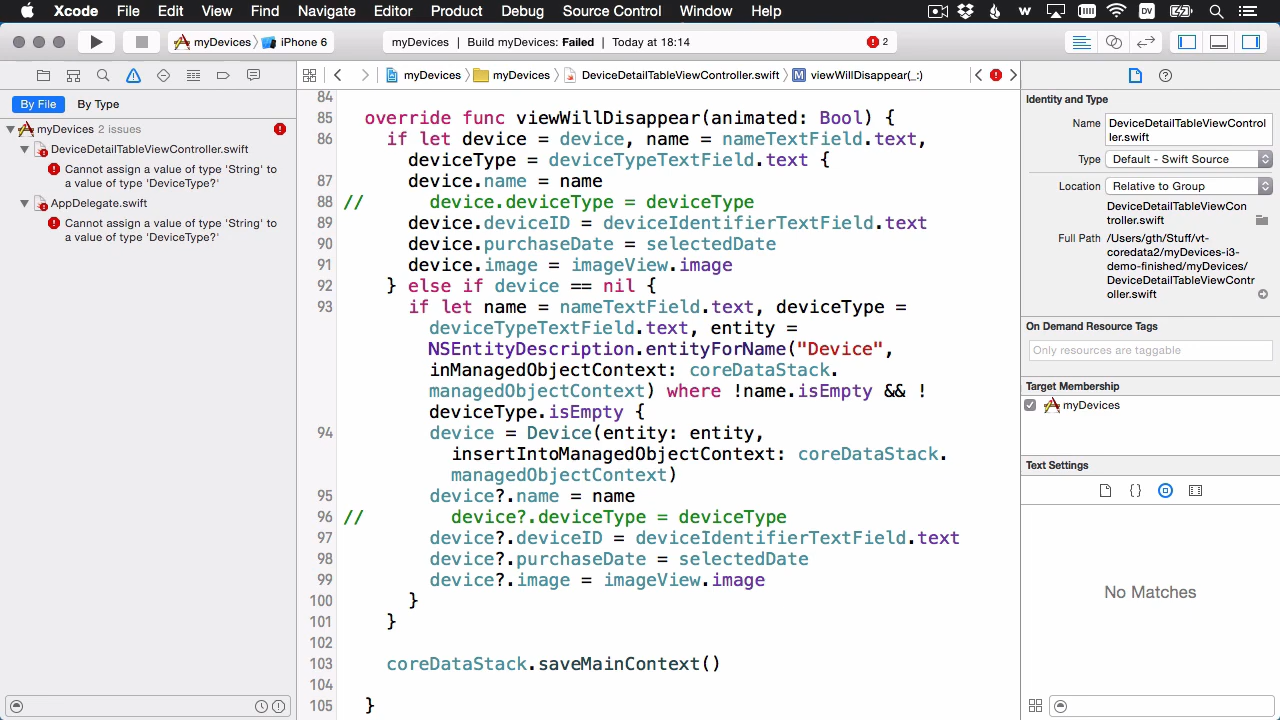 Xcode File Edit View Find Navigate Editor Product Debug Source Control Window Help
myDevices iPhone 6 myDevices | Build myDevices: Failed | Today at 18:14 2
myDevices myDevices DeviceDetailTableViewController.swift M viewWillDisappear(_:)
By File By Type
myDevices 2 issues
DeviceDetailTableViewController.swift
Cannot assign a value of type 'String' to
a value of type 'DeviceType?'
AppDelegate.swift
Cannot assign a value of type 'String' to
a value of type 'DeviceType?'
84
85 override func viewWillDisappear(animated: Bool) {
86 if let device = device, name = nameTextField.text,
deviceType = deviceTypeTextField.text {
87 device.name = name
88 // device.deviceType = deviceType
89 device.deviceID = deviceIdentifierTextField.text
90 device.purchaseDate = selectedDate
91 device.image = imageView.image
92 } else if device == nil {
93 if let name = nameTextField.text, deviceType =
deviceTypeTextField.text, entity =
NSEntityDescription.entityForName("Device",
inManagedObjectContext: coreDataStack.
managedObjectContext) where !name.isEmpty && !
deviceType.isEmpty {
94 device = Device(entity: entity,
insertIntoManagedObjectContext: coreDataStack.
managedObjectContext)
95 device?.name = name
96 // device?.deviceType = deviceType
97 device?.deviceID = deviceIdentifierTextField.text
98 device?.purchaseDate = selectedDate
99 device?.image = imageView.image
100 }
101 }
102
103 coreDataStack.saveMainContext()
104
105 }
Identity and Type
Name DeviceDetailTableViewControl
ler.swift
Type Default - Swift Source
Location Relative to Group
DeviceDetailTableViewCon
troller.swift
Full Path /Users/gth/Stuff/vt-
coredata2/myDevices-i3-
demo-finished/myDevices/
DeviceDetailTableViewContr
oller.swift
On Demand Resource Tags
Only resources are taggable
Target Membership
myDevices
Text Settings
No Matches